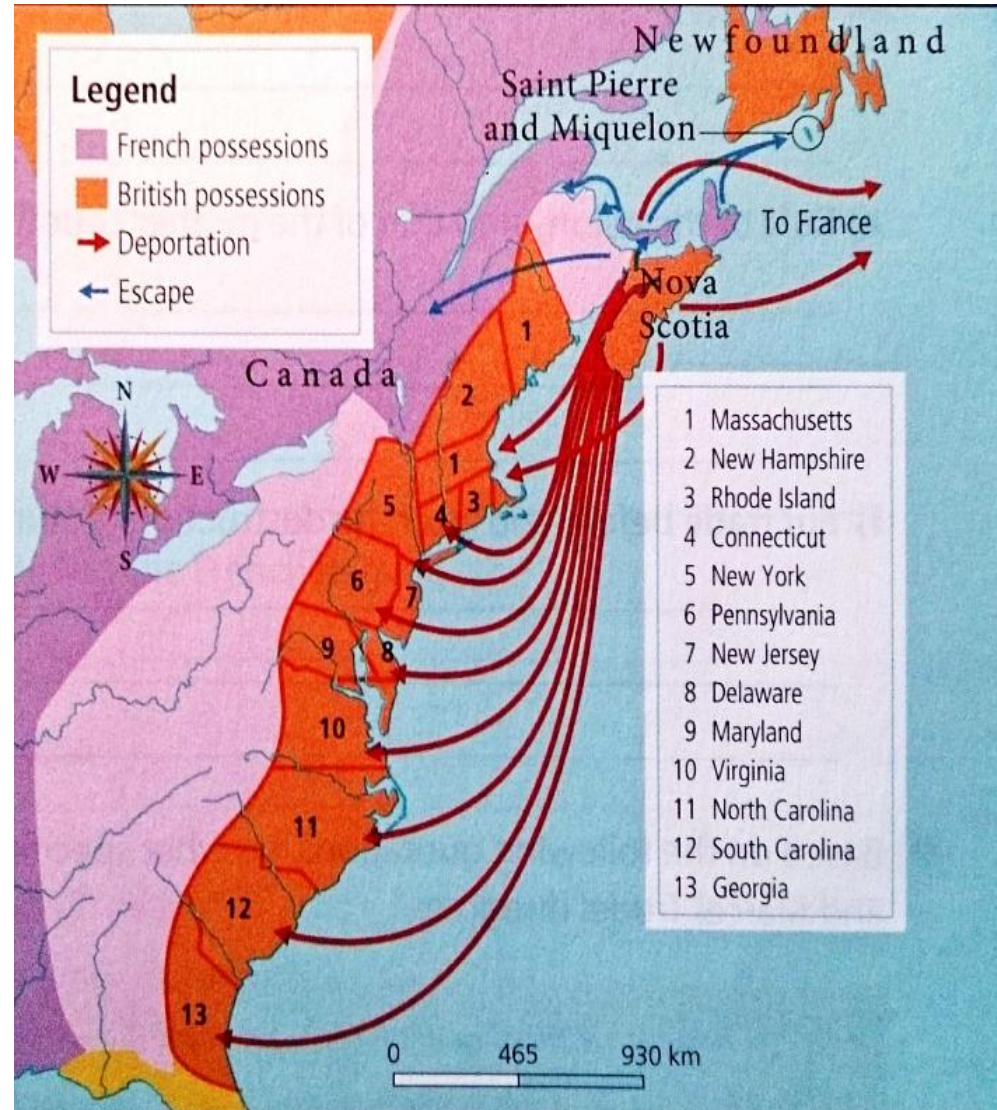 Newfoundland
Saint Pierre
and Miquelon
Legend
French possessions
British possessions
Deportation
Escape
To France
Nova
Scotia
Canada
N
W
E
S
1
2
1
3
4
5
6
7
8
9
10
11
12
13
1 Massachusetts
2 New Hampshire
3 Rhode Island
4 Connecticut
5 New York
6 Pennsylvania
7 New Jersey
8 Delaware
9 Maryland
10 Virginia
11 North Carolina
12 South Carolina
13 Georgia
0 465 930 km